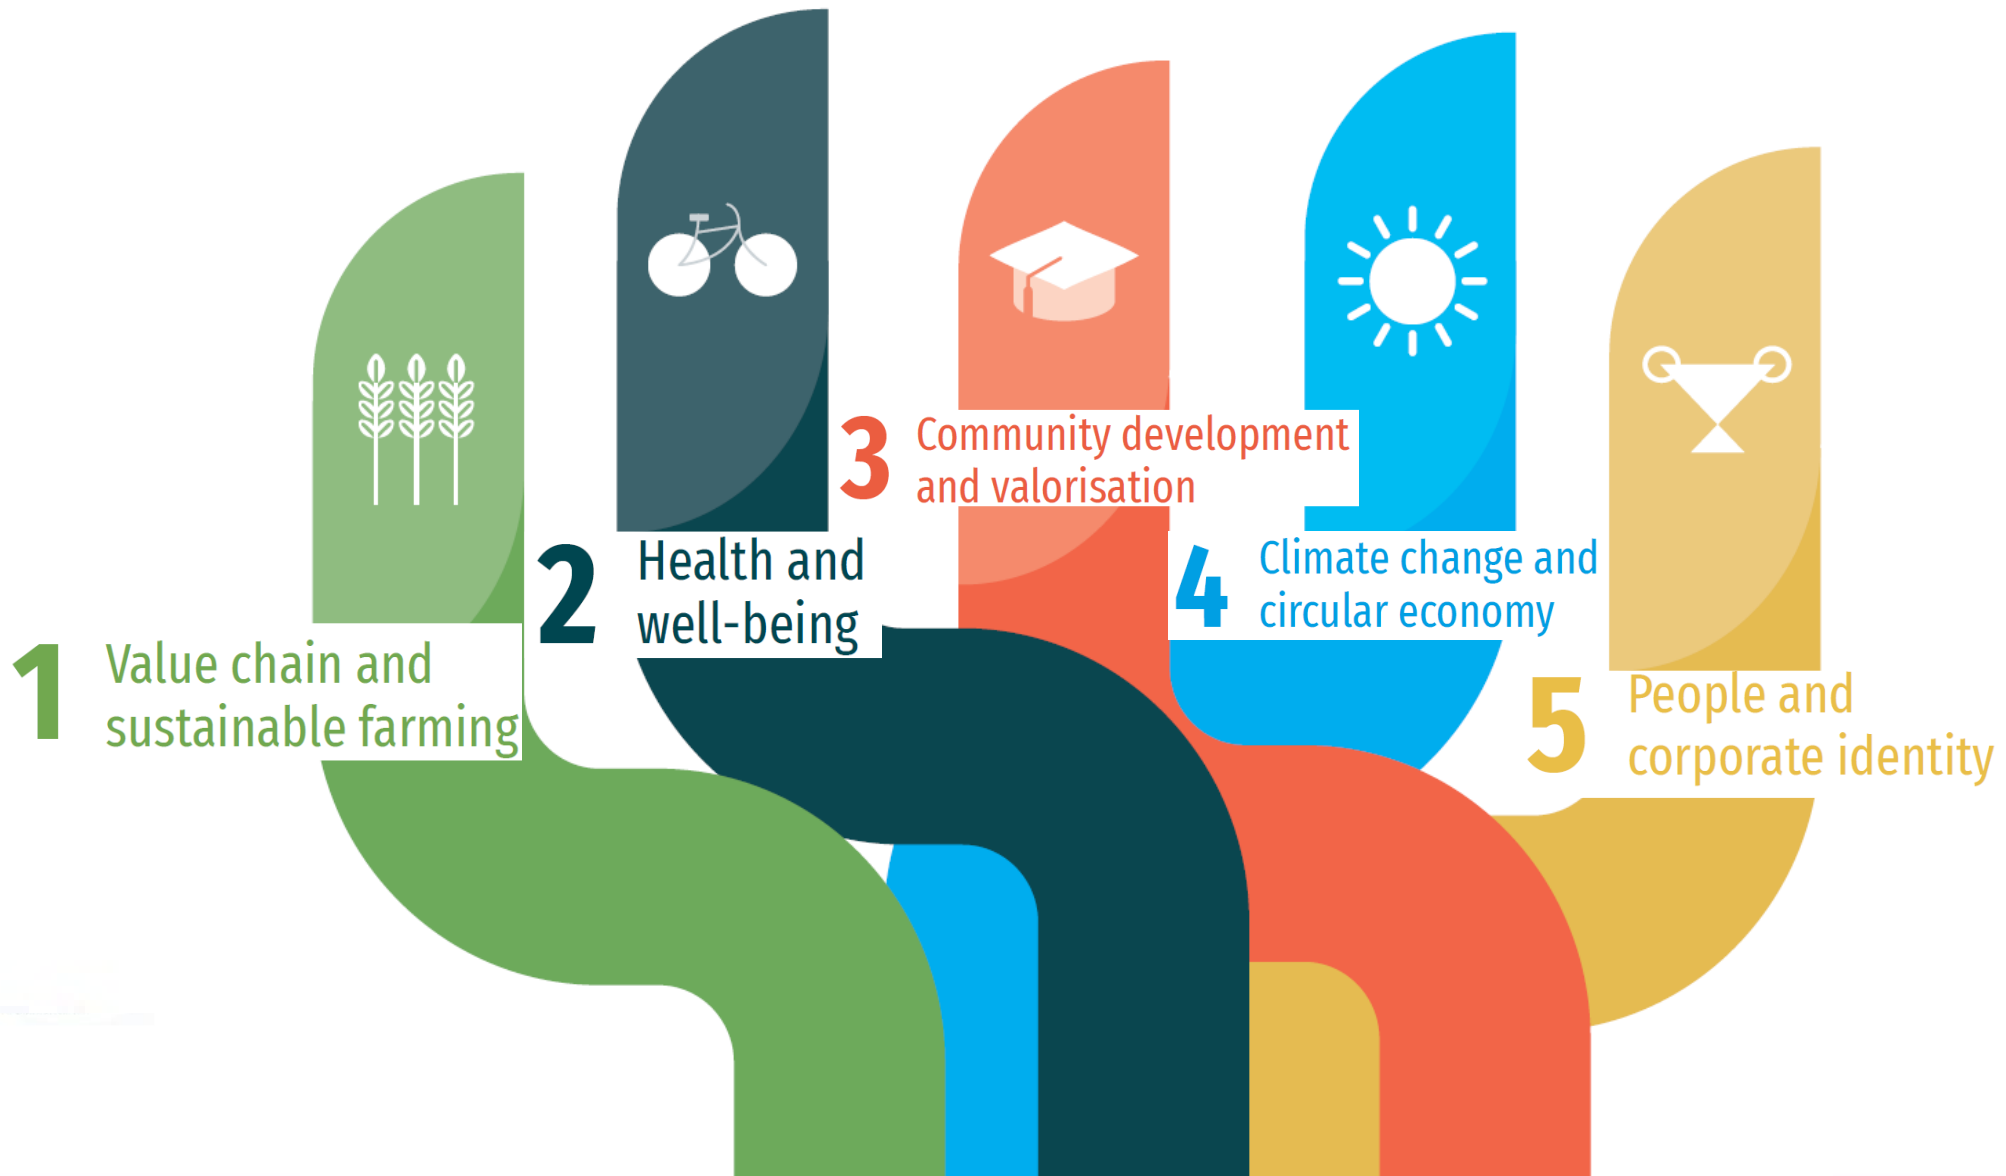 1 Value chain and
sustainable farming
2 Health and
well-being
3 Community development
and valorisation
4 Climate change and
circular economy
5 People and
corporate identity